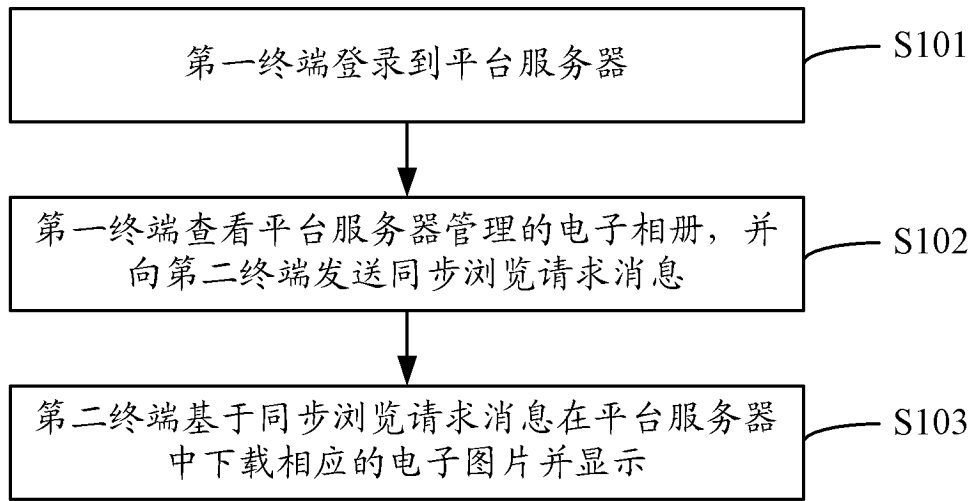 第一终端登录到平台服务器
S101
第一终端查看平台服务器管理的电子相册，并
向第二终端发送同步浏览请求消息
S102
第二终端基于同步浏览请求消息在平台服务器
中下载相应的电子图片并显示
S103